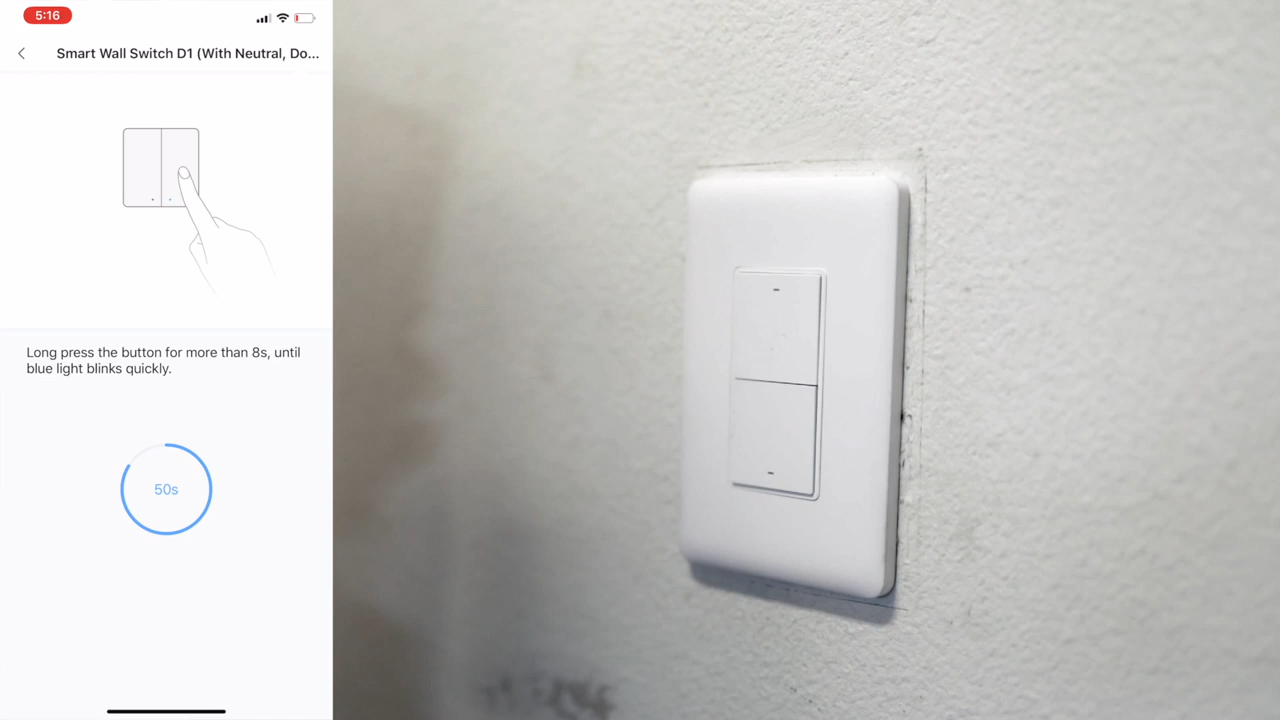 5:16
Smart Wall Switch D1 (With Neutral, Do...
Long press the button for more than 8s, until
blue light blinks quickly.
50s